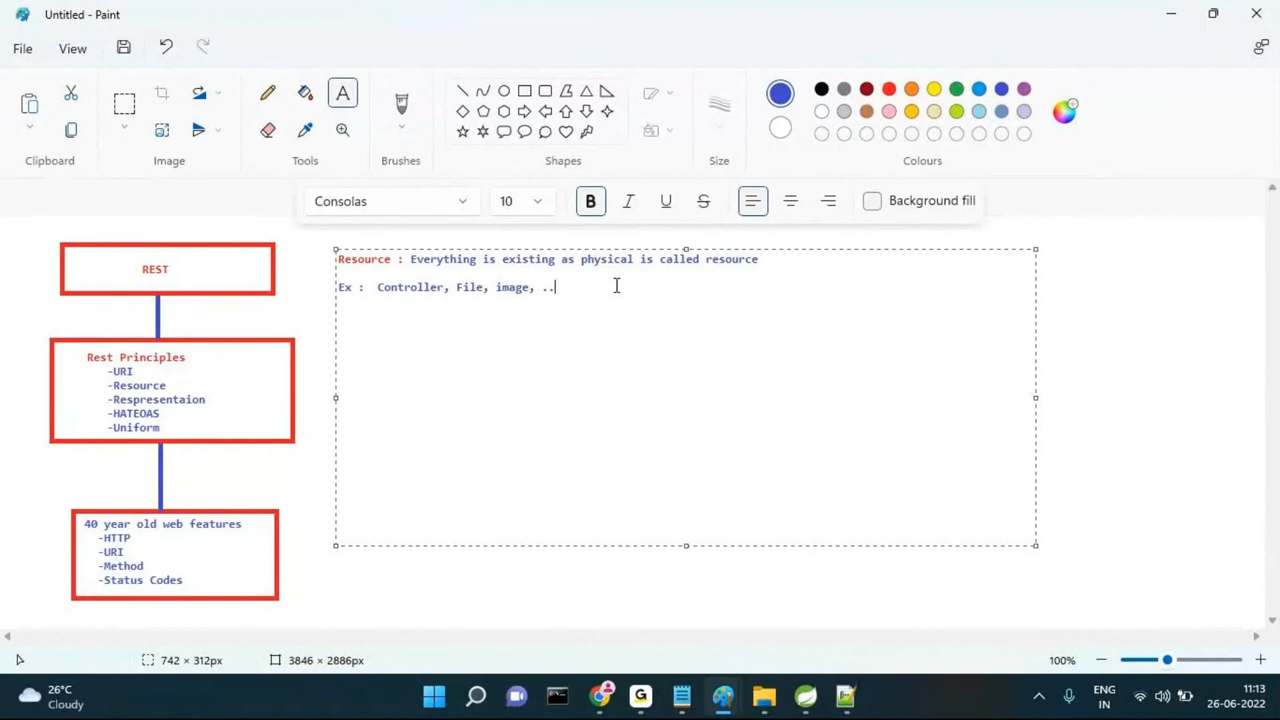 Untitled - Paint
File
View
Clipboard
Image
Tools
Brushes
Shapes
Size
Colours
Consolas
10
B
I
U
S
Background fill
REST
Rest Principles
-URI
-Resource
-Respresentaion
-HATEOAS
-Uniform
40 year old web features
-HTTP
-URI
-Method
-Status Codes
Resource : Everything is existing as physical is called resource
Ex : Controller, File, image, ..
742 × 312px
3846 × 2886px
100%
26°C
Cloudy
ENG
IN
11:13
26-06-2022